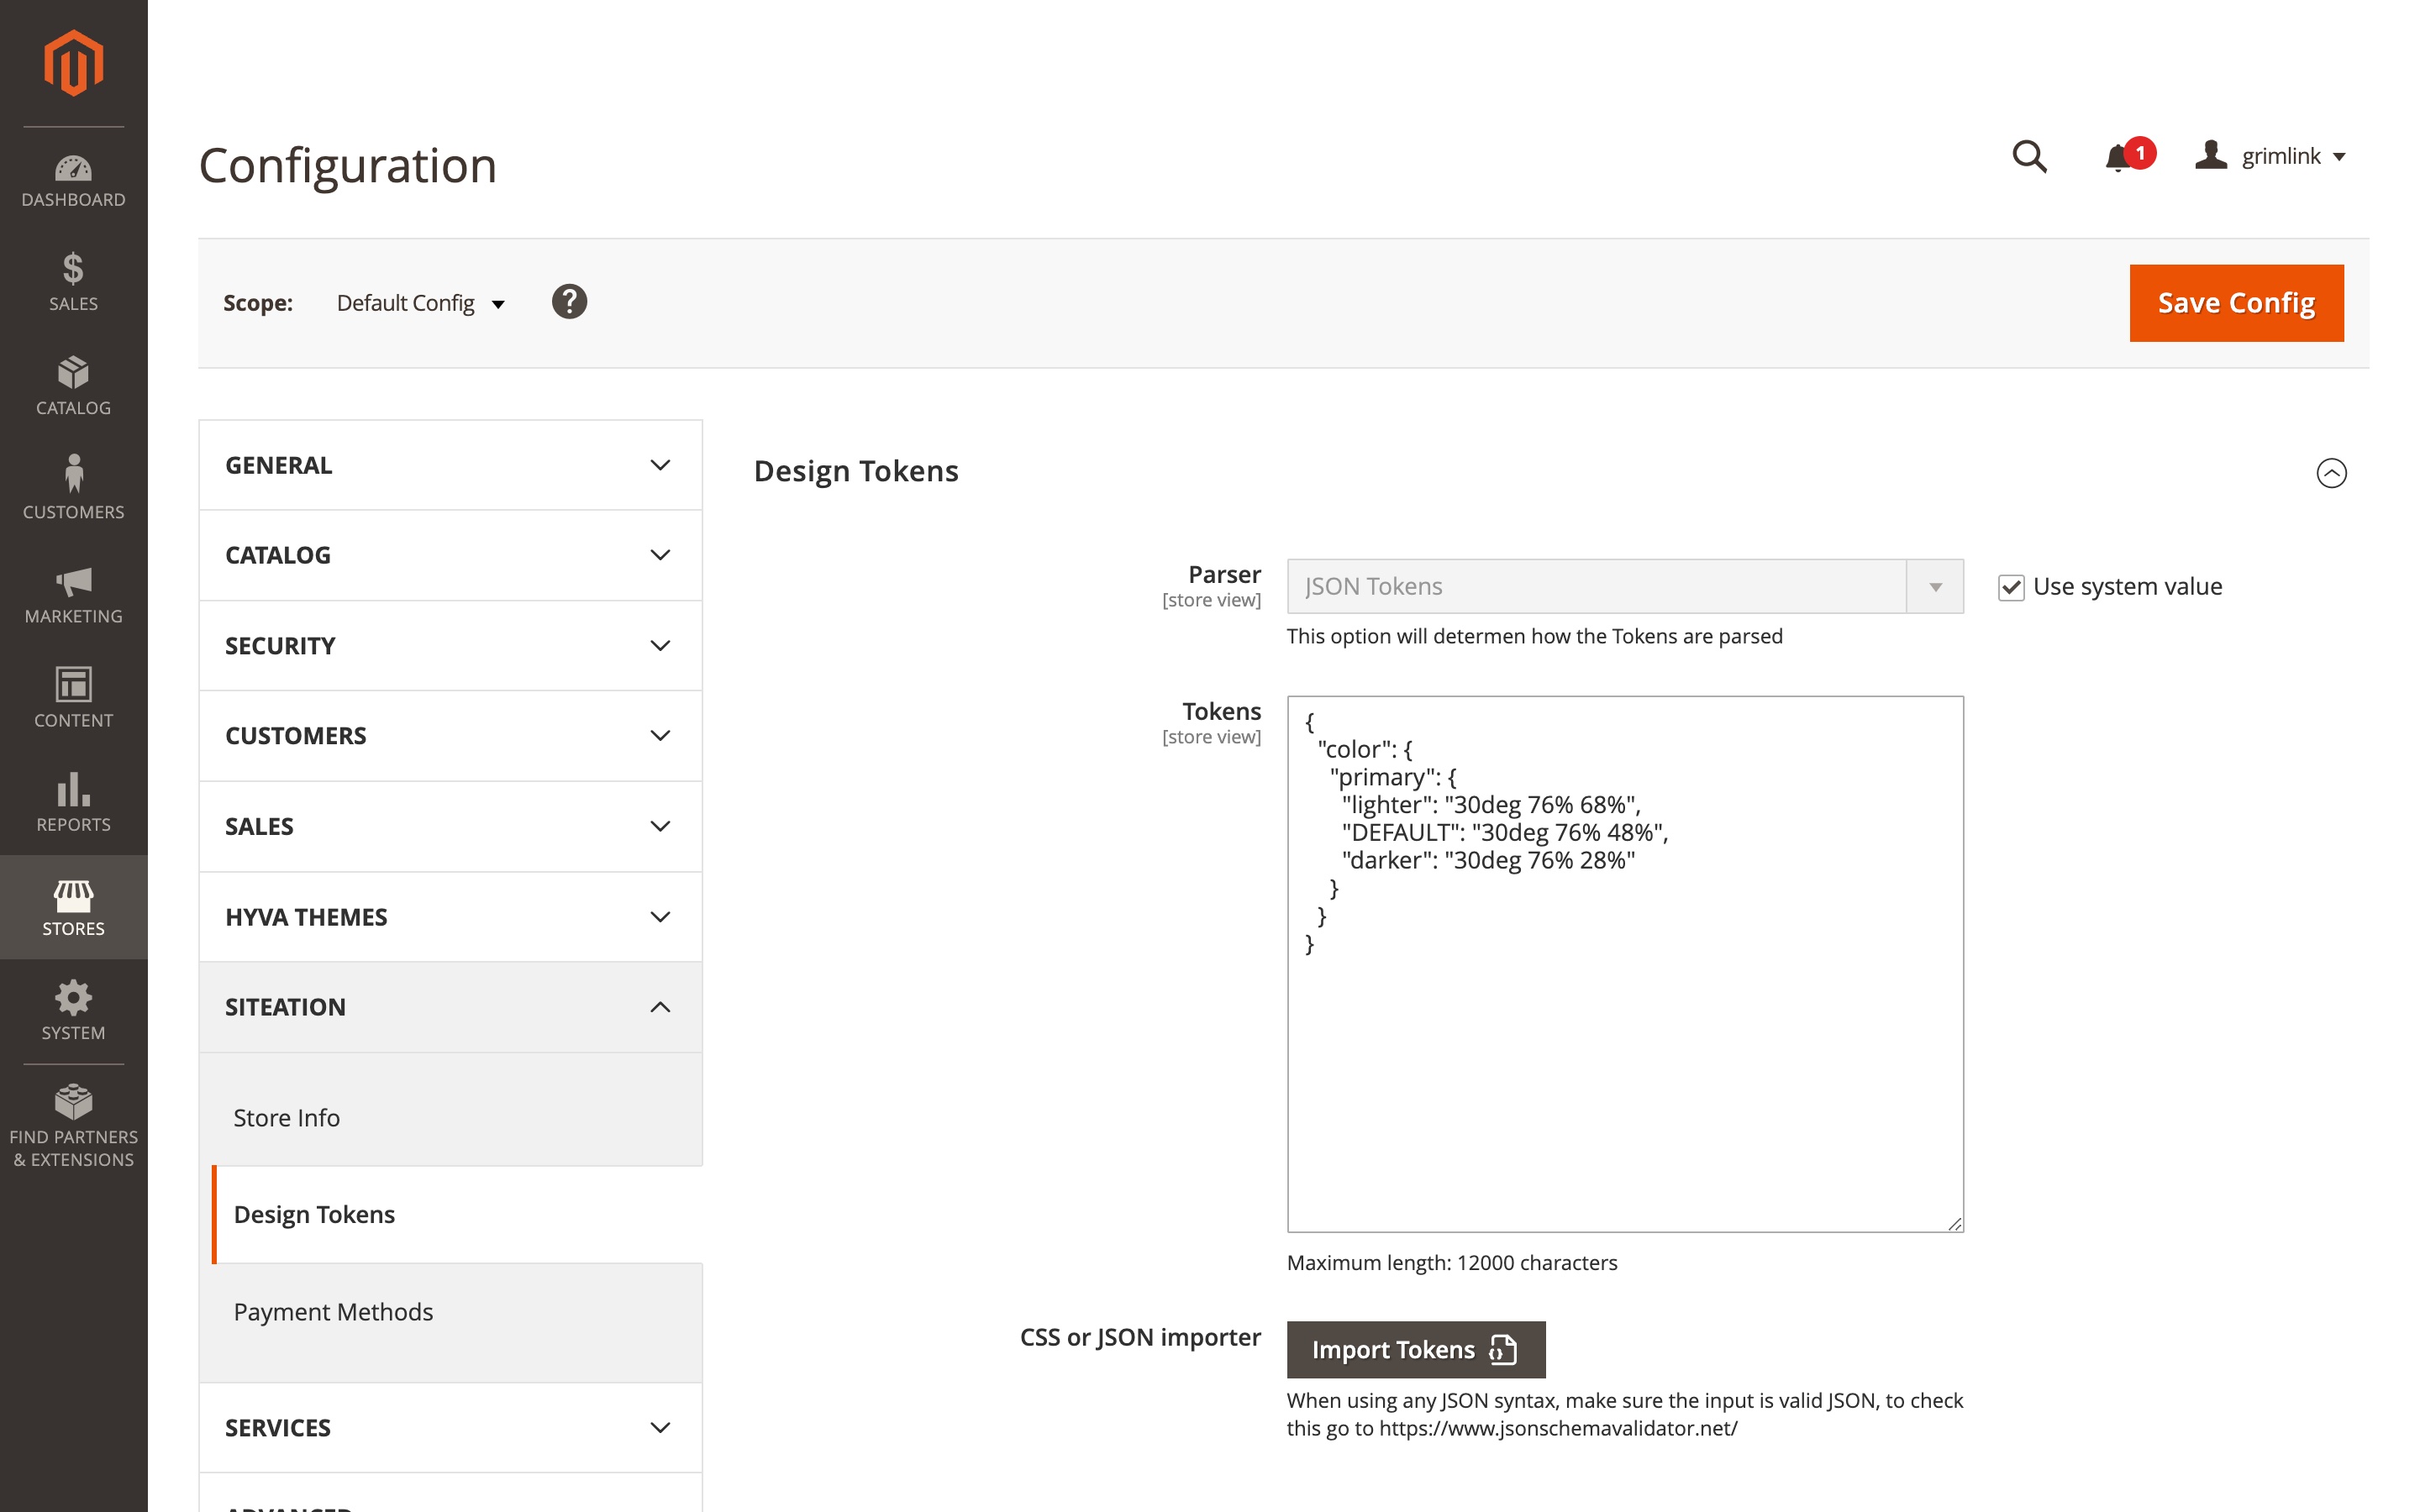 DASHBOARD
SALES
CATALOG
CUSTOMERS
MARKETING
CONTENT
REPORTS
STORES
SYSTEM
FIND PARTNERS
& EXTENSIONS
Configuration
1
grimlink
Scope:
Default Config
?
Save Config
GENERAL
CATALOG
SECURITY
CUSTOMERS
SALES
HYVA THEMES
SITEATION
Store Info
Design Tokens
Payment Methods
SERVICES
ADVANCED
Design Tokens
Parser
[store view]
JSON Tokens
Use system value
This option will determen how the Tokens are parsed
Tokens
[store view]
{
  "color": {
    "primary": {
      "lighter": "30deg 76% 68%",
      "DEFAULT": "30deg 76% 48%",
      "darker": "30deg 76% 28%"
    }
  }
}
Maximum length: 12000 characters
CSS or JSON importer
Import Tokens
When using any JSON syntax, make sure the input is valid JSON, to check
this go to https://www.jsonschemavalidator.net/